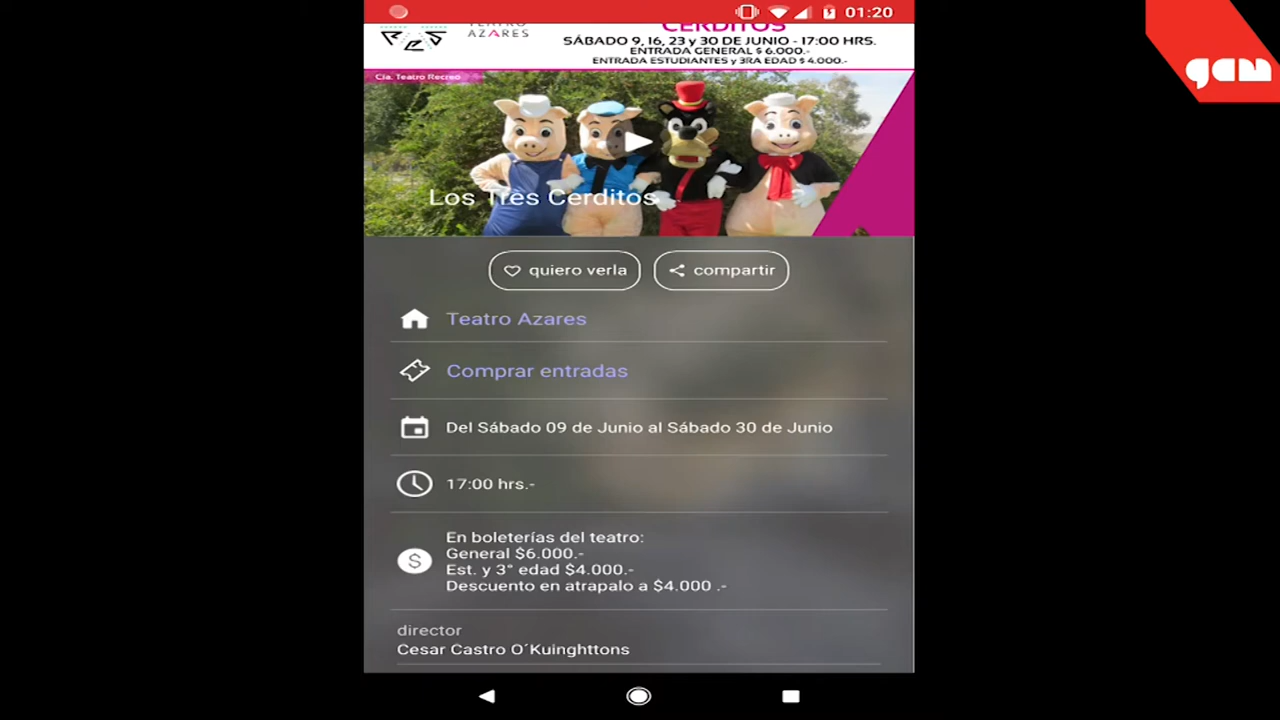 01:20
gam
TEATRO
AZARES
CERDITOS
SÁBADO 9, 16, 23 y 30 DE JUNIO - 17:00 HRS.
ENTRADA GENERAL $ 6.000.-
ENTRADA ESTUDIANTES y 3RA EDAD $ 4.000.-
Cía. Teatro Recreo
Los Tres Cerditos
quiero verla
compartir
Teatro Azares
Comprar entradas
Del Sábado 09 de Junio al Sábado 30 de Junio
17:00 hrs.-
En boleterías del teatro:
General $6.000.-
Est. y 3° edad $4.000.-
Descuento en atrapalo a $4.000 .-
director
Cesar Castro O´Kuinghttons